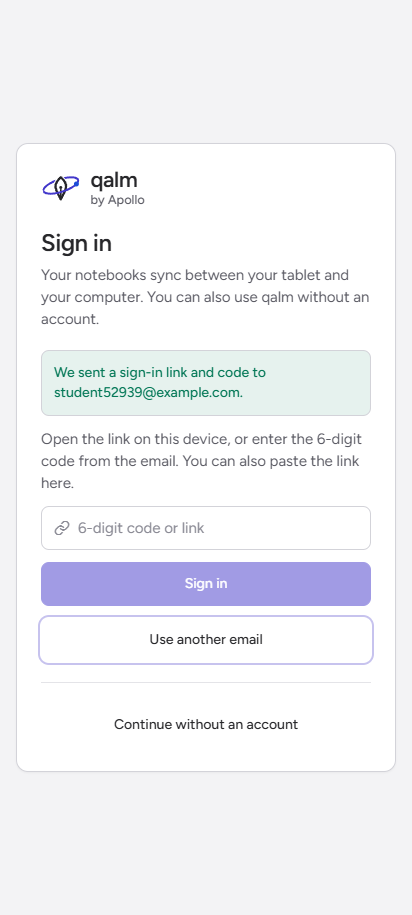 qalm
by Apollo
Sign in
Your notebooks sync between your tablet and
your computer. You can also use qalm without an
account.
We sent a sign-in link and code to
student52939@example.com.
Open the link on this device, or enter the 6-digit
code from the email. You can also paste the link
here.
6-digit code or link
Sign in
Use another email
Continue without an account